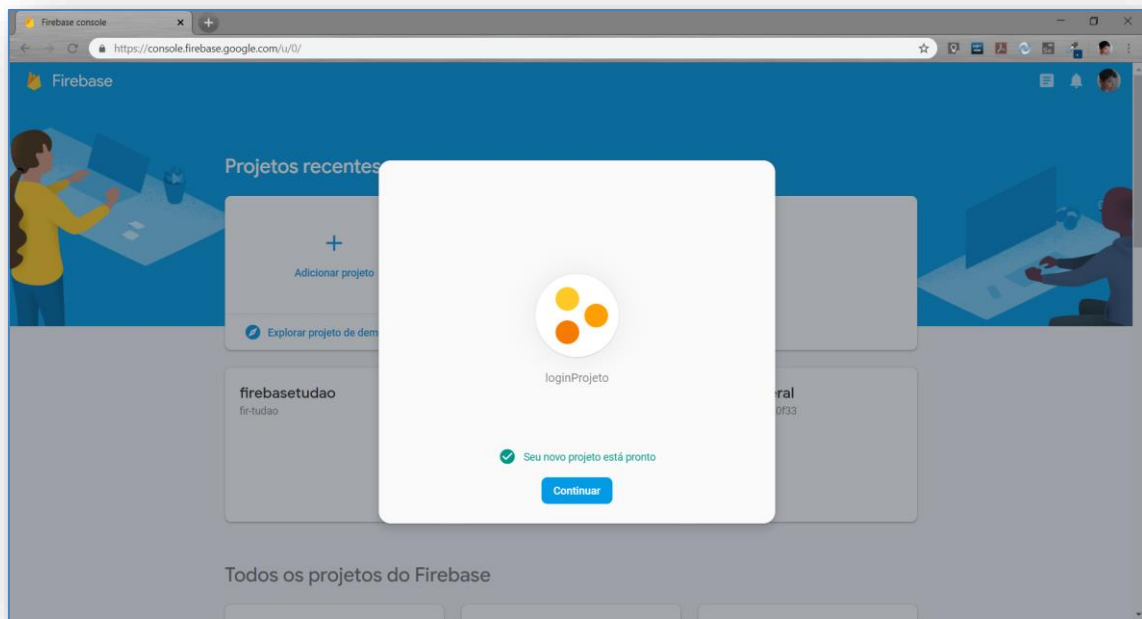 Firebase console
https://console.firebase.google.com/u/0/
Firebase
Projetos recentes
Adicionar projeto
Explorar projeto de dem
loginProjeto
Seu novo projeto está pronto
Continuar
firebasetudao
fir-tudao
ral
0f33
Todos os projetos do Firebase